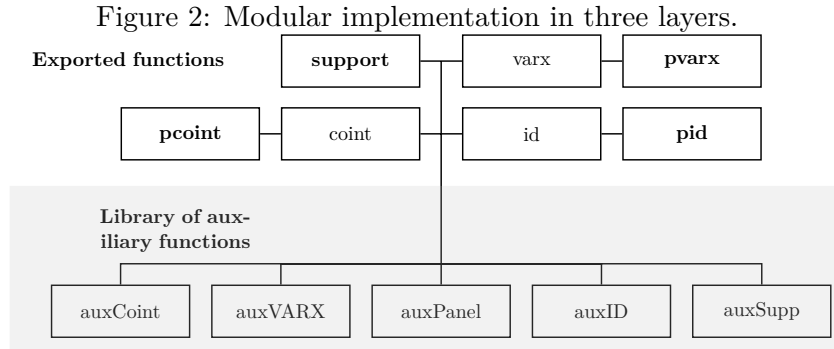 Figure 2: Modular implementation in three layers.
Exported functions
support
varx
pvarx
pcoint
coint
id
pid
Library of aux-
iliary functions
auxCoint
auxVARX
auxPanel
auxID
auxSupp